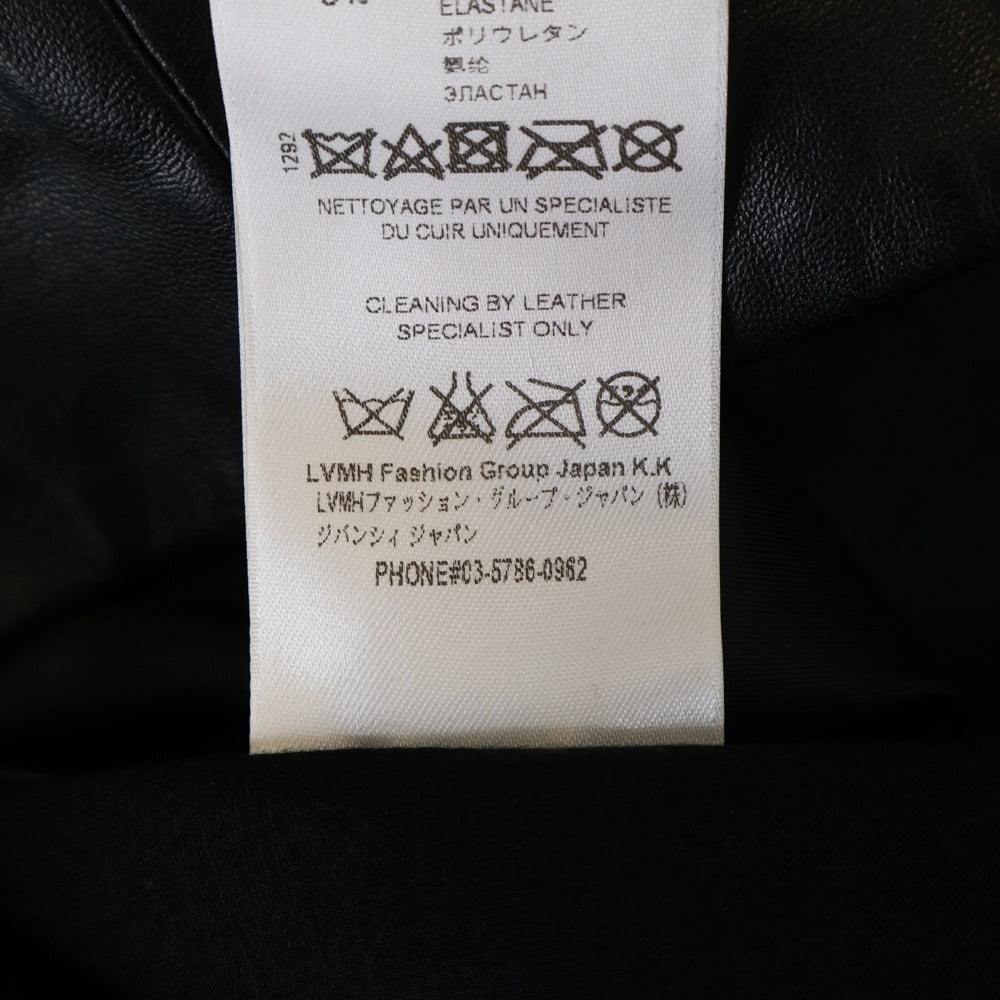 ELASTANE
ポリウレタン
氨纶
ЭЛАСТАН
1292
NETTOYAGE PAR UN SPECIALISTE
DU CUIR UNIQUEMENT
CLEANING BY LEATHER
SPECIALIST ONLY
LVMH Fashion Group Japan K.K
LVMHファッション・グループ・ジャパン (株)
ジバンシィ ジャパン
PHONE#03-5786-0962